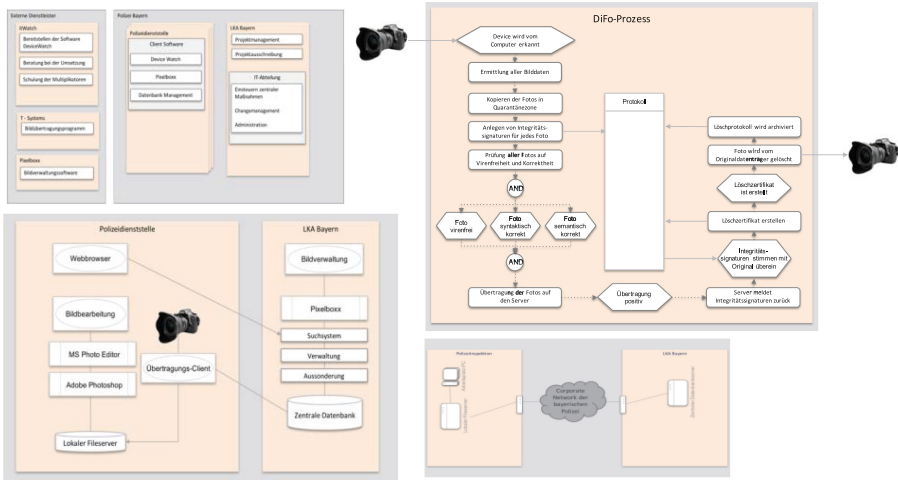 Externe Dienstleister
itWatch
Bereitstellen der Software
DeviceWatch
Beratung bei der Umsetzung
Schulung der Multiplikatoren
T - Systems
Bildübertragungsprogramm
Pixelboxx
Bildverwaltungssoftware
Polizei Bayern
Polizeidienststelle
Client Software
Device Watch
Pixelboxx
Datenbank Management
LKA Bayern
Projektmanagement
Projektausschreibung
IT-Abteilung
Einsteuern zentraler
Maßnahmen
Changemanagement
Administration
DiFo-Prozess
Device wird vom
Computer erkannt
Ermittlung aller Bilddaten
Kopieren der Fotos in
Quarantänezone
Anlegen von Integritäts-
signaturen für jedes Foto
Prüfung aller Fotos auf
Virenfreiheit und Korrektheit
AND
Foto
virenfrei
Foto
syntaktisch
korrekt
Foto
semantisch
korrekt
AND
Übertragung der Fotos auf
den Server
Übertragung
positiv
Server meldet
Integritätssignaturen zurück
Integritäts-
signaturen stimmen mit
Original überein
Löschzertifikat erstellen
Löschzertifikat
ist erstellt
Foto wird vom
Originaldatenträger gelöscht
Löschprotokoll wird archiviert
Protokoll
Polizeidienststelle
Webbrowser
Bildbearbeitung
MS Photo Editor
Adobe Photoshop
Lokaler Fileserver
Übertragungs-Client
LKA Bayern
Bildverwaltung
Pixelboxx
Suchsystem
Verwaltung
Aussonderung
Zentrale Datenbank
Polizeiinspektion
Arbeitsplatz PC
Lokaler Fileserver
Corporate
Network der
bayerischen
Polizei
LKA Bayern